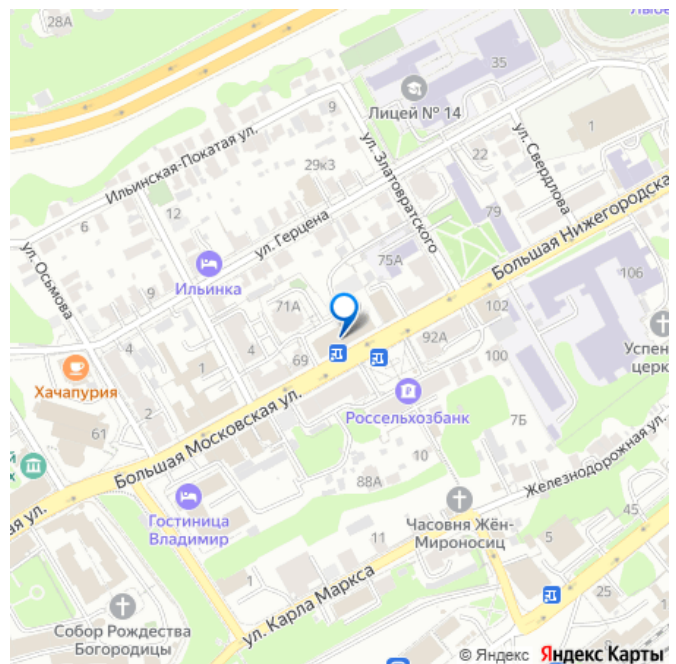 28А
35
Лицей № 14
9
1
Ильинская-Покатая ул.
ул. Златовратского
22
ул. Свердлова
29к3
6
12
ул. Герцена
79
Большая Нижегородска
ул. Осьмова
Ильинка
75А
106
9
71А
102
4
4
69
92А
1
100
Успен
церк
Хачапурия
Россельхозбанк
2
7Б
61
Большая Московская ул.
й
х
10
88А
Железнодорожная ул.
ая ул.
Гостиница
Владимир
Часовня Жён-
Мироносиц
45
11
5
1
ул. Карла Маркса
25
Собор Рождества
Богородицы
© Яндекс Яндекс Карты